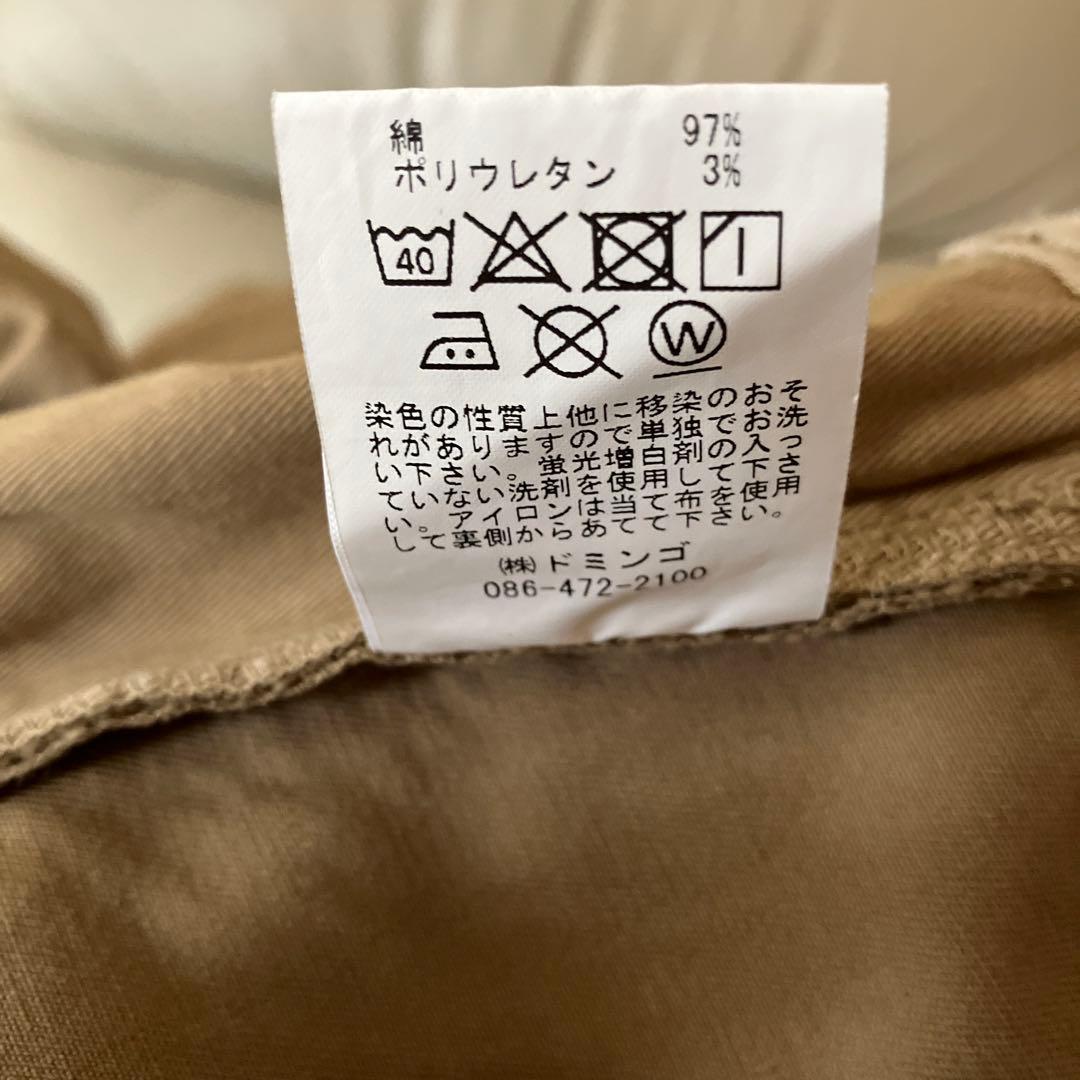 綿 97%
ポリウレタン 3%
40
W
染色の性質上他に移染のおそ
れがありますので単独でお洗
い下さい。蛍光増白剤の入っ
ていない洗剤を使用して下さ
い。アイロンは当て布を使用
して裏側からあてて下さい。
(株)ドミンゴ
086-472-2100